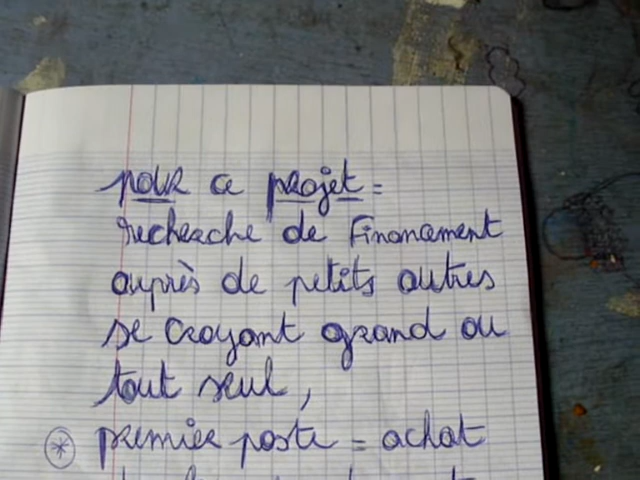 pour ce projet =
recherche de financement
auprès de petits autres
se croyant grand ou
tout seul,
* premier poste = achat